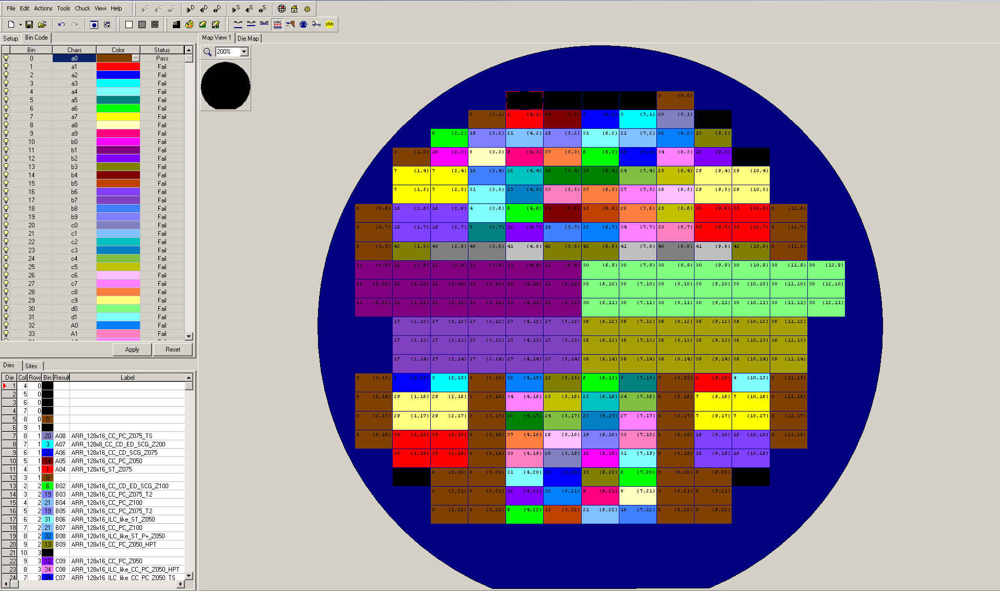 File Edit Actions Tools Chuck View Help
C C C D D D S S S
VAC shh
Setup Bin Code
Map View 1 Die Map
Bin Chars Color Status
0 a0 ... Pass
1 a1 Fail
2 a2 Fail
3 a3 Fail
4 a4 Fail
5 a5 Fail
6 a6 Fail
7 a7 Fail
8 a8 Fail
9 a9 Fail
10 b0 Fail
11 b1 Fail
12 b2 Fail
13 b3 Fail
14 b4 Fail
15 b5 Fail
16 b6 Fail
17 b7 Fail
18 b8 Fail
19 b9 Fail
20 c0 Fail
21 c1 Fail
22 c2 Fail
23 c3 Fail
24 c4 Fail
25 c5 Fail
26 c6 Fail
27 c7 Fail
28 c8 Fail
29 c9 Fail
30 d0 Fail
31 d1 Fail
32 A0 Fail
33 A1 Fail
Apply Reset
Dies Sites
Die Col Row Bin Result Label
1 4 0
2 5 0
3 6 0
4 7 0
5 8 0 0
6 9 1
7 8 1 20 A08 ARR_128x16_CC_PC_Z075_TS
8 7 1 3 A07 ARR_128x8_CC_CD_ED_SCG_Z200
9 6 1 A06 ARR_128x16_CC_CD_SCG_Z075
10 5 1 14 A05 ARR_128x16_CC_PC_Z050
11 4 1 1 A04 ARR_128x16_ST_Z075
12 3 1 0
13 2 2 6 B02 ARR_128x16_CC_CD_ED_SCG_Z100
14 3 2 19 B03 ARR_128x16_CC_PC_Z075_T2
15 4 2 21 B04 ARR_128x16_CC_PC_Z100
16 5 2 19 B05 ARR_128x16_CC_PC_Z075_T2
17 6 2 31 B06 ARR_128x16_ILC_like_ST_Z050
18 7 2 21 B07 ARR_128x16_CC_PC_Z100
19 8 2 32 B08 ARR_128x16_ILC_like_ST_P+_Z050
20 9 2 13 B09 ARR_128x16_CC_PC_Z050_HPT
21 10 3
22 9 3 12 C09 ARR_128x16_CC_PC_Z050
23 8 3 34 C08 ARR_128x16_ILC_like_CC_PC_Z050_HPT
24 7 3 C07 ARR_128x16_ILC_like_CC_PC_Z050_TS
200%
0 (8,0)
0 (3,1) 1 (4,1) 14 (5,1) (6,1) 3 (7,1) 20 (8,1)
6 (2,2) 19 (3,2) 21 (4,2) 19 (5,2) 31 (6,2) 21 (7,2) 32 (8,2) 13 (9,2)
0 (1,3) 10 (2,3) 8 (3,3) 9 (4,3) 37 (5,3) 6 (6,3) (7,3) 34 (8,3) 12 (9,3)
7 (1,4) 7 (2,4) 18 (3,4) 22 (4,4) 38 (5,4) 38 (6,4) 24 (7,4) 25 (8,4) 29 (9,4) 29 (10,4)
7 (1,5) 7 (2,5) 31 (3,5) 23 (4,5) 33 (5,5) 37 (6,5) 27 (7,5) 26 (8,5) 29 (9,5) 29 (10,5)
0 (0,6) 16 (1,6) 16 (2,6) 4 (3,6) 6 (4,6) 14 (5,6) 15 (6,6) 28 (7,6) 25 (8,6) 35 (9,6) 35 (10,6) 0 (11,6)
0 (0,7) 16 (1,7) 16 (2,7) 5 (3,7) 12 (4,7) 18 (5,7) 32 (6,7) 34 (7,7) 33 (8,7) 35 (9,7) 35 (10,7) 0 (11,7)
0 (0,8) 42 (1,8) 40 (2,8) 40 (3,8) 41 (4,8) 42 (5,8) 42 (6,8) 41 (7,8) 40 (8,8) 41 (9,8) 42 (10,8) 0 (11,8)
11 (0,9) 11 (1,9) 11 (2,9) 11 (3,9) 11 (4,9) 11 (5,9) 30 (6,9) 30 (7,9) 30 (8,9) 30 (9,9) 30 (10,9) 30 (11,9) 30 (12,9)
11 (0,10) 11 (1,10) 11 (2,10) 11 (3,10) 11 (4,10) 11 (5,10) 30 (6,10) 30 (7,10) 30 (8,10) 30 (9,10) 30 (10,10) 30 (11,10) 30 (12,10)
11 (0,11) 11 (1,11) 11 (2,11) 11 (3,11) 11 (4,11) 11 (5,11) 30 (6,11) 30 (7,11) 30 (8,11) 30 (9,11) 30 (10,11) 30 (11,11) 30 (12,11)
17 (1,12) 17 (2,12) 17 (3,12) 17 (4,12) 17 (5,12) 36 (6,12) 36 (7,12) 36 (8,12) 36 (9,12) 36 (10,12) 36 (11,12)
17 (1,13) 17 (2,13) 17 (3,13) 17 (4,13) 17 (5,13) 36 (6,13) 36 (7,13) 36 (8,13) 36 (9,13) 36 (10,13) 36 (11,13)
17 (1,14) 17 (2,14) 17 (3,14) 17 (4,14) 17 (5,14) 36 (6,14) 36 (7,14) 36 (8,14) 36 (9,14) 36 (10,14) 36 (11,14)
0 (0,15) 2 (1,15) 3 (2,15) 0 (3,15) 32 (4,15) 13 (5,15) 6 (6,15) 5 (7,15) 0 (8,15) 1 (9,15) 4 (10,15) 0 (11,15)
0 (0,16) 29 (1,16) 29 (2,16) 0 (3,16) 34 (4,16) 25 (5,16) 22 (6,16) 24 (7,16) 0 (8,16) 7 (9,16) 7 (10,16) 0 (11,16)
0 (0,17) 29 (1,17) 29 (2,17) 0 (3,17) 38 (4,17) 24 (5,17) 23 (6,17) 27 (7,17) 0 (8,17) 7 (9,17) 7 (10,17) 0 (11,17)
0 (0,18) 35 (1,18) 35 (2,18) 0 (3,18) 37 (4,18) 26 (5,18) 19 (6,18) 33 (7,18) 0 (8,18) 16 (9,18) 16 (10,18) 0 (11,18)
35 (1,19) 35 (2,19) 0 (3,19) 33 (4,19) 20 (5,19) 10 (6,19) 31 (7,19) 0 (8,19) 16 (9,19) 16 (10,19)
0 (2,20) 0 (3,20) 31 (4,20) (5,20) 13 (6,20) 6 (7,20) 0 (8,20) 0 (9,20)
0 (2,21) 0 (3,21) 12 (4,21) 32 (5,21) 9 (6,21) 8 (7,21) 0 (8,21) 0 (9,21)
0 (2,22) 0 (3,22) 6 (4,22) 15 (5,22) 21 (6,22) 18 (7,22) 0 (8,22) 0 (9,22)